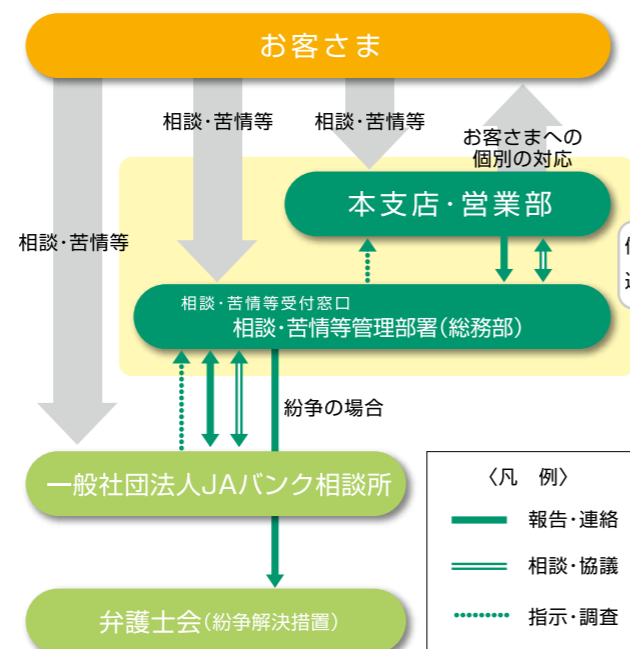 お客さま
相談・苦情等
相談・苦情等
お客さまへの
個別の対応
本支店・営業部
相談・苦情等
相談・苦情等受付窓口
相談・苦情等管理部署(総務部)
紛争の場合
一般社団法人JAバンク相談所
弁護士会(紛争解決措置)
〈凡 例〉
報告・連絡
相談・協議
指示・調査